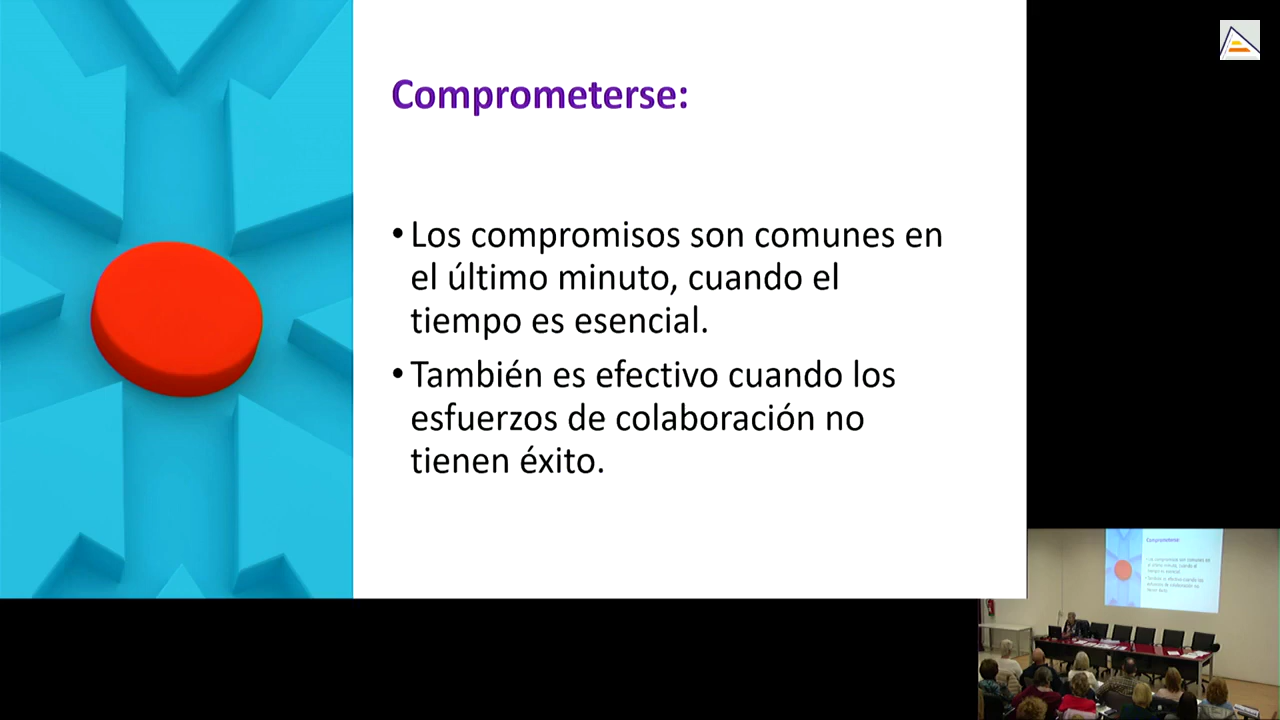 Comprometerse:
• Los compromisos son comunes en
el último minuto, cuando el
tiempo es esencial.
• También es efectivo cuando los
esfuerzos de colaboración no
tienen éxito.
Comprometerse